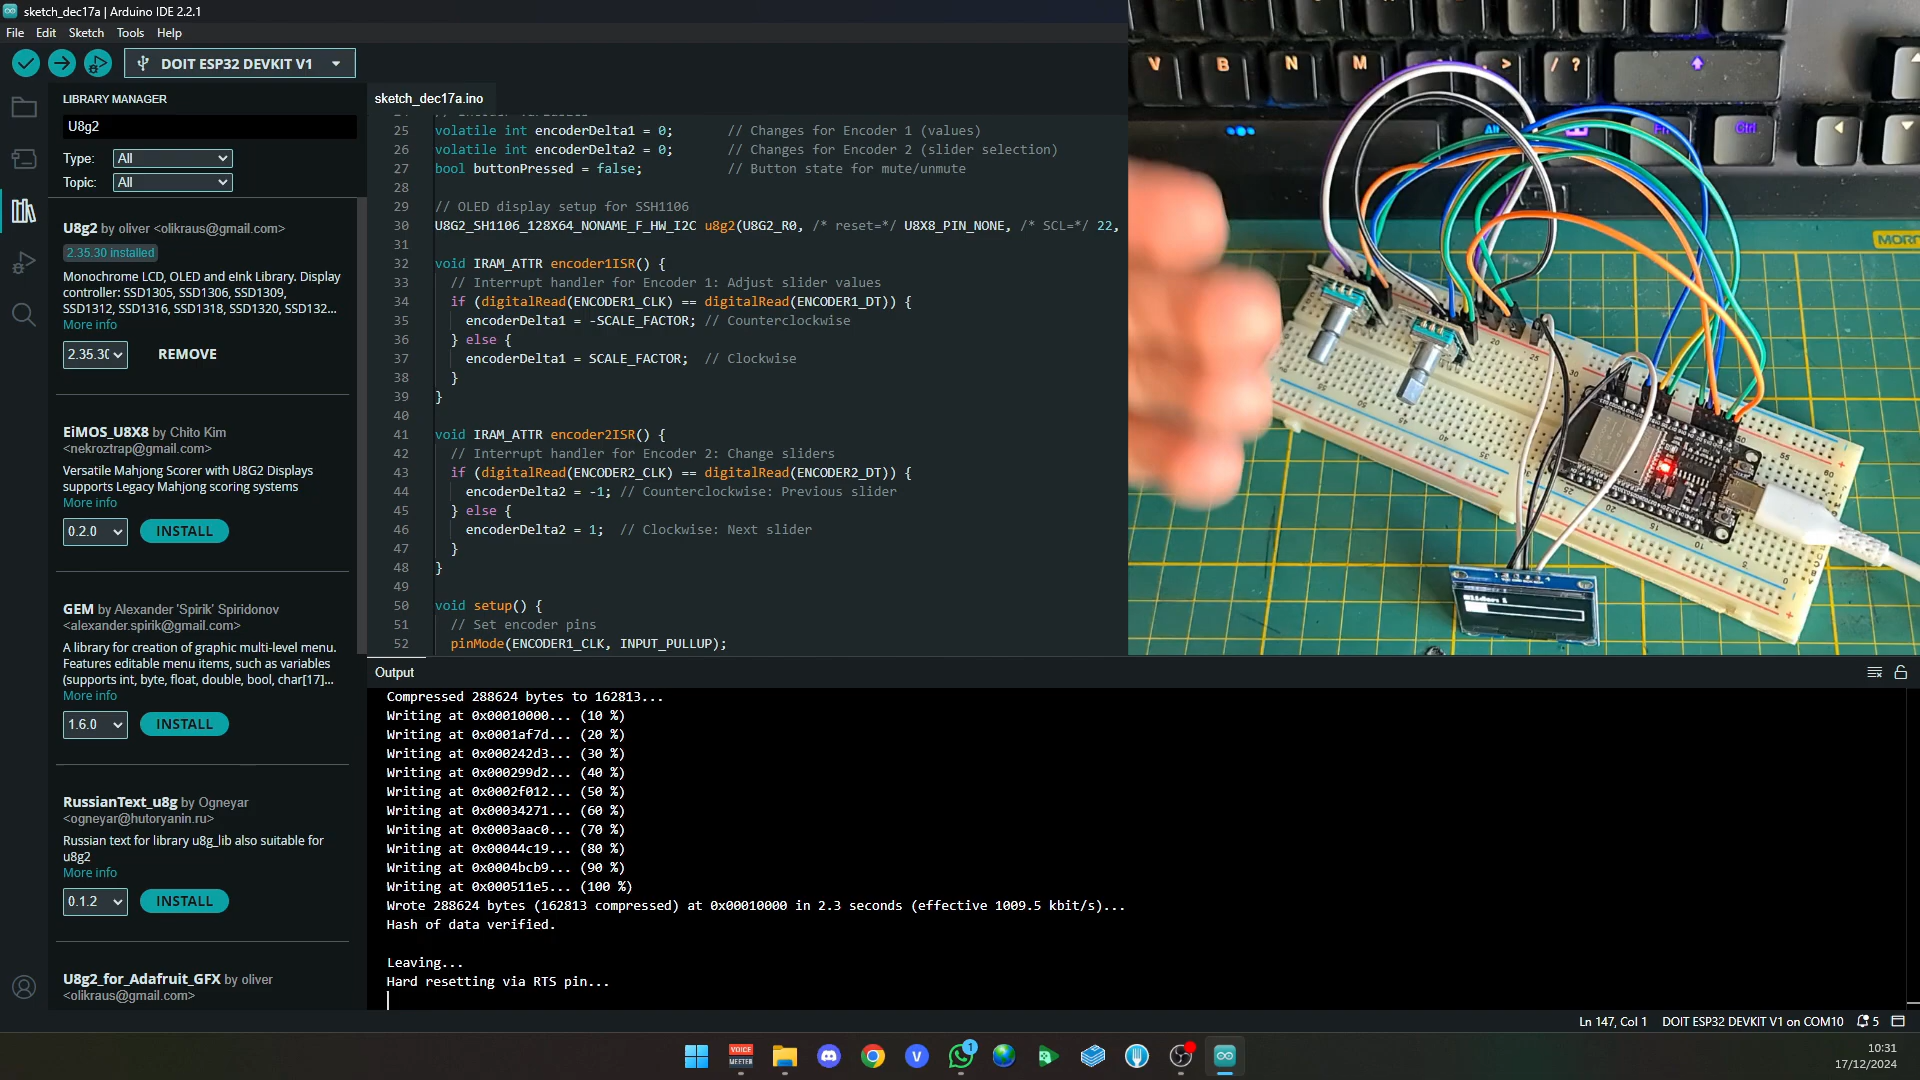 sketch_dec17a | Arduino IDE 2.2.1
File Edit Sketch Tools Help
DOIT ESP32 DEVKIT V1
LIBRARY MANAGER
U8g2
Type: All
Topic: All
U8g2 by oliver <olikraus@gmail.com>
2.35.30 installed
Monochrome LCD, OLED and eInk Library. Display
controller: SSD1305, SSD1306, SSD1309,
SSD1312, SSD1316, SSD1318, SSD1320, SSD132...
More info
2.35.30 REMOVE
EiMOS_U8X8 by Chito Kim
<nekroztrap@gmail.com>
Versatile Mahjong Scorer with U8G2 Displays
supports Legacy Mahjong scoring systems
More info
0.2.0 INSTALL
GEM by Alexander 'Spirik' Spiridonov
<alexander.spirik@gmail.com>
A library for creation of graphic multi-level menu.
Features editable menu items, such as variables
(supports int, byte, float, double, bool, char[17]...
More info
1.6.0 INSTALL
RussianText_u8g by Ogneyar
<ogneyar@hutoryanin.ru>
Russian text for library u8g_lib also suitable for
u8g2
More info
0.1.2 INSTALL
U8g2_for_Adafruit_GFX by oliver
<olikraus@gmail.com>
sketch_dec17a.ino
25 volatile int encoderDelta1 = 0; // Changes for Encoder 1 (values)
26 volatile int encoderDelta2 = 0; // Changes for Encoder 2 (slider selection)
27 bool buttonPressed = false; // Button state for mute/unmute
28
29 // OLED display setup for SSH1106
30 U8G2_SH1106_128X64_NONAME_F_HW_I2C u8g2(U8G2_R0, /* reset=*/ U8X8_PIN_NONE, /* SCL=*/ 22,
31
32 void IRAM_ATTR encoder1ISR() {
33 // Interrupt handler for Encoder 1: Adjust slider values
34 if (digitalRead(ENCODER1_CLK) == digitalRead(ENCODER1_DT)) {
35 encoderDelta1 = -SCALE_FACTOR; // Counterclockwise
36 } else {
37 encoderDelta1 = SCALE_FACTOR; // Clockwise
38 }
39 }
40
41 void IRAM_ATTR encoder2ISR() {
42 // Interrupt handler for Encoder 2: Change sliders
43 if (digitalRead(ENCODER2_CLK) == digitalRead(ENCODER2_DT)) {
44 encoderDelta2 = -1; // Counterclockwise: Previous slider
45 } else {
46 encoderDelta2 = 1; // Clockwise: Next slider
47 }
48 }
49
50 void setup() {
51 // Set encoder pins
52 pinMode(ENCODER1_CLK, INPUT_PULLUP);
V B N M > / ?
Alt Fn Ctrl
Slider: 1
Output
Compressed 288624 bytes to 162813...
Writing at 0x00010000... (10 %)
Writing at 0x0001af7d... (20 %)
Writing at 0x000242d3... (30 %)
Writing at 0x000299d2... (40 %)
Writing at 0x0002f012... (50 %)
Writing at 0x00034271... (60 %)
Writing at 0x0003aac0... (70 %)
Writing at 0x00044c19... (80 %)
Writing at 0x0004bcb9... (90 %)
Writing at 0x000511e5... (100 %)
Wrote 288624 bytes (162813 compressed) at 0x00010000 in 2.3 seconds (effective 1009.5 kbit/s)...
Hash of data verified.
Leaving...
Hard resetting via RTS pin...
Ln 147, Col 1 DOIT ESP32 DEVKIT V1 on COM10 5
VOICE
MEETER
V
1
10:31
17/12/2024